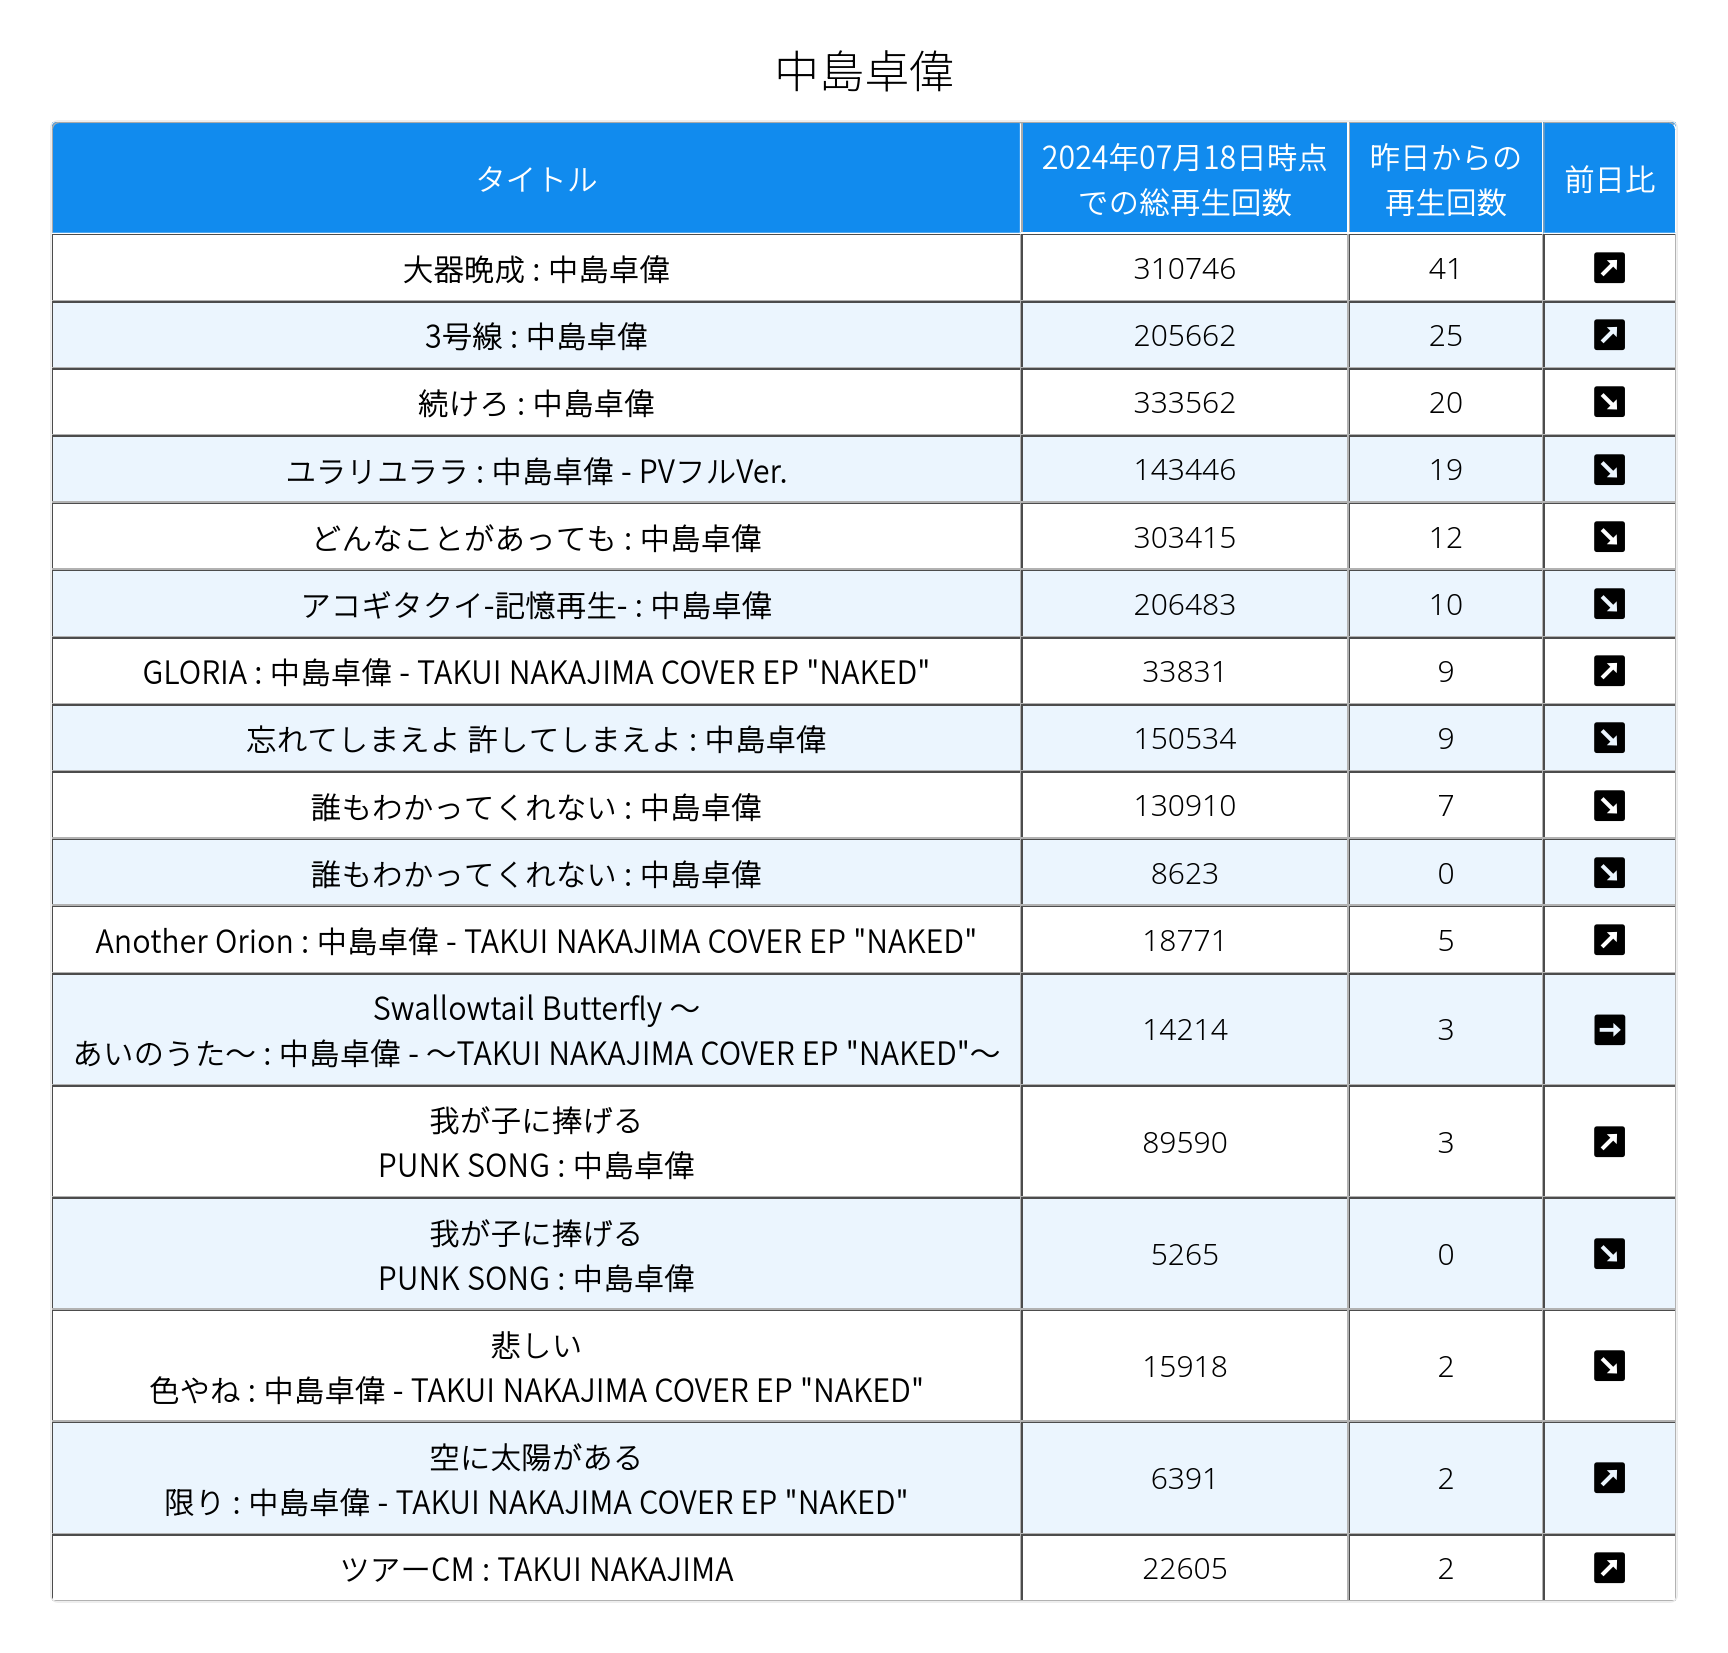 中島卓偉
タイトル
2024年07月18日時点
での総再生回数
昨日からの
再生回数
前日比
大器晩成 : 中島卓偉
310746
41
3号線 : 中島卓偉
205662
25
続けろ : 中島卓偉
333562
20
ユラリユララ : 中島卓偉 - PVフルVer.
143446
19
どんなことがあっても : 中島卓偉
303415
12
アコギタクイ-記憶再生- : 中島卓偉
206483
10
GLORIA : 中島卓偉 - TAKUI NAKAJIMA COVER EP "NAKED"
33831
9
忘れてしまえよ 許してしまえよ : 中島卓偉
150534
9
誰もわかってくれない : 中島卓偉
130910
7
誰もわかってくれない : 中島卓偉
8623
0
Another Orion : 中島卓偉 - TAKUI NAKAJIMA COVER EP "NAKED"
18771
5
Swallowtail Butterfly 〜
あいのうた〜 : 中島卓偉 - 〜TAKUI NAKAJIMA COVER EP "NAKED"〜
14214
3
我が子に捧げる
PUNK SONG : 中島卓偉
89590
3
我が子に捧げる
PUNK SONG : 中島卓偉
5265
0
悲しい
色やね : 中島卓偉 - TAKUI NAKAJIMA COVER EP "NAKED"
15918
2
空に太陽がある
限り : 中島卓偉 - TAKUI NAKAJIMA COVER EP "NAKED"
6391
2
ツアーCM : TAKUI NAKAJIMA
22605
2